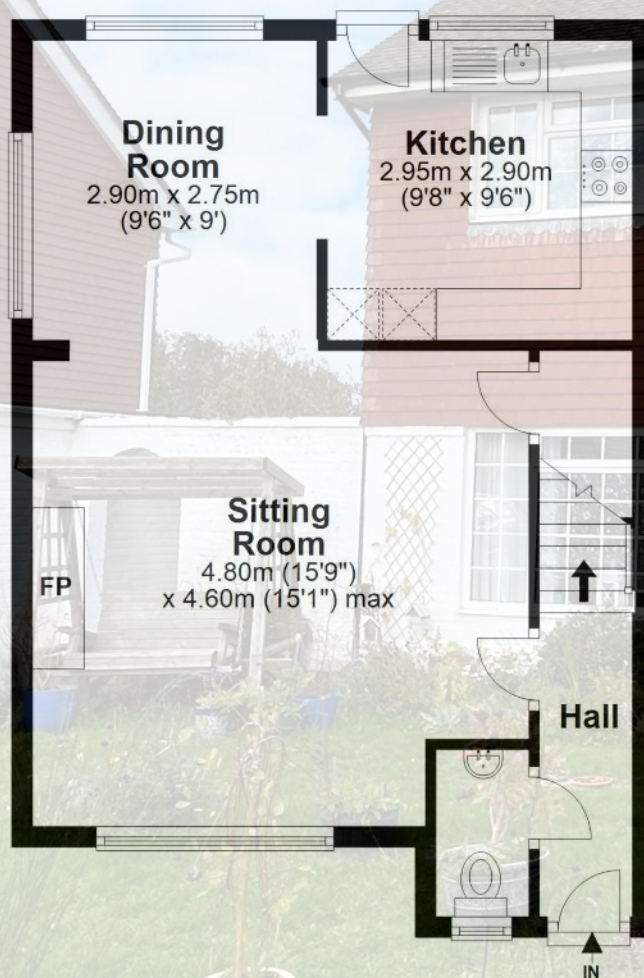 Dining
Room
2.90m x 2.75m
(9'6" x 9')
Kitchen
2.95m x 2.90m
(9'8" x 9'6")
Sitting
Room
4.80m (15'9")
x 4.60m (15'1") max
FP
Hall
IN